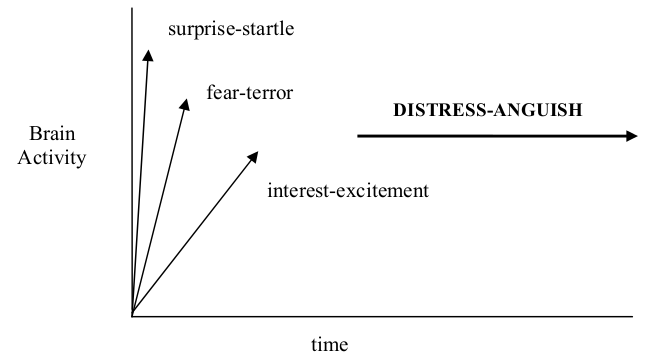 surprise-startle
fear-terror
DISTRESS-ANGUISH
Brain
Activity
interest-excitement
time